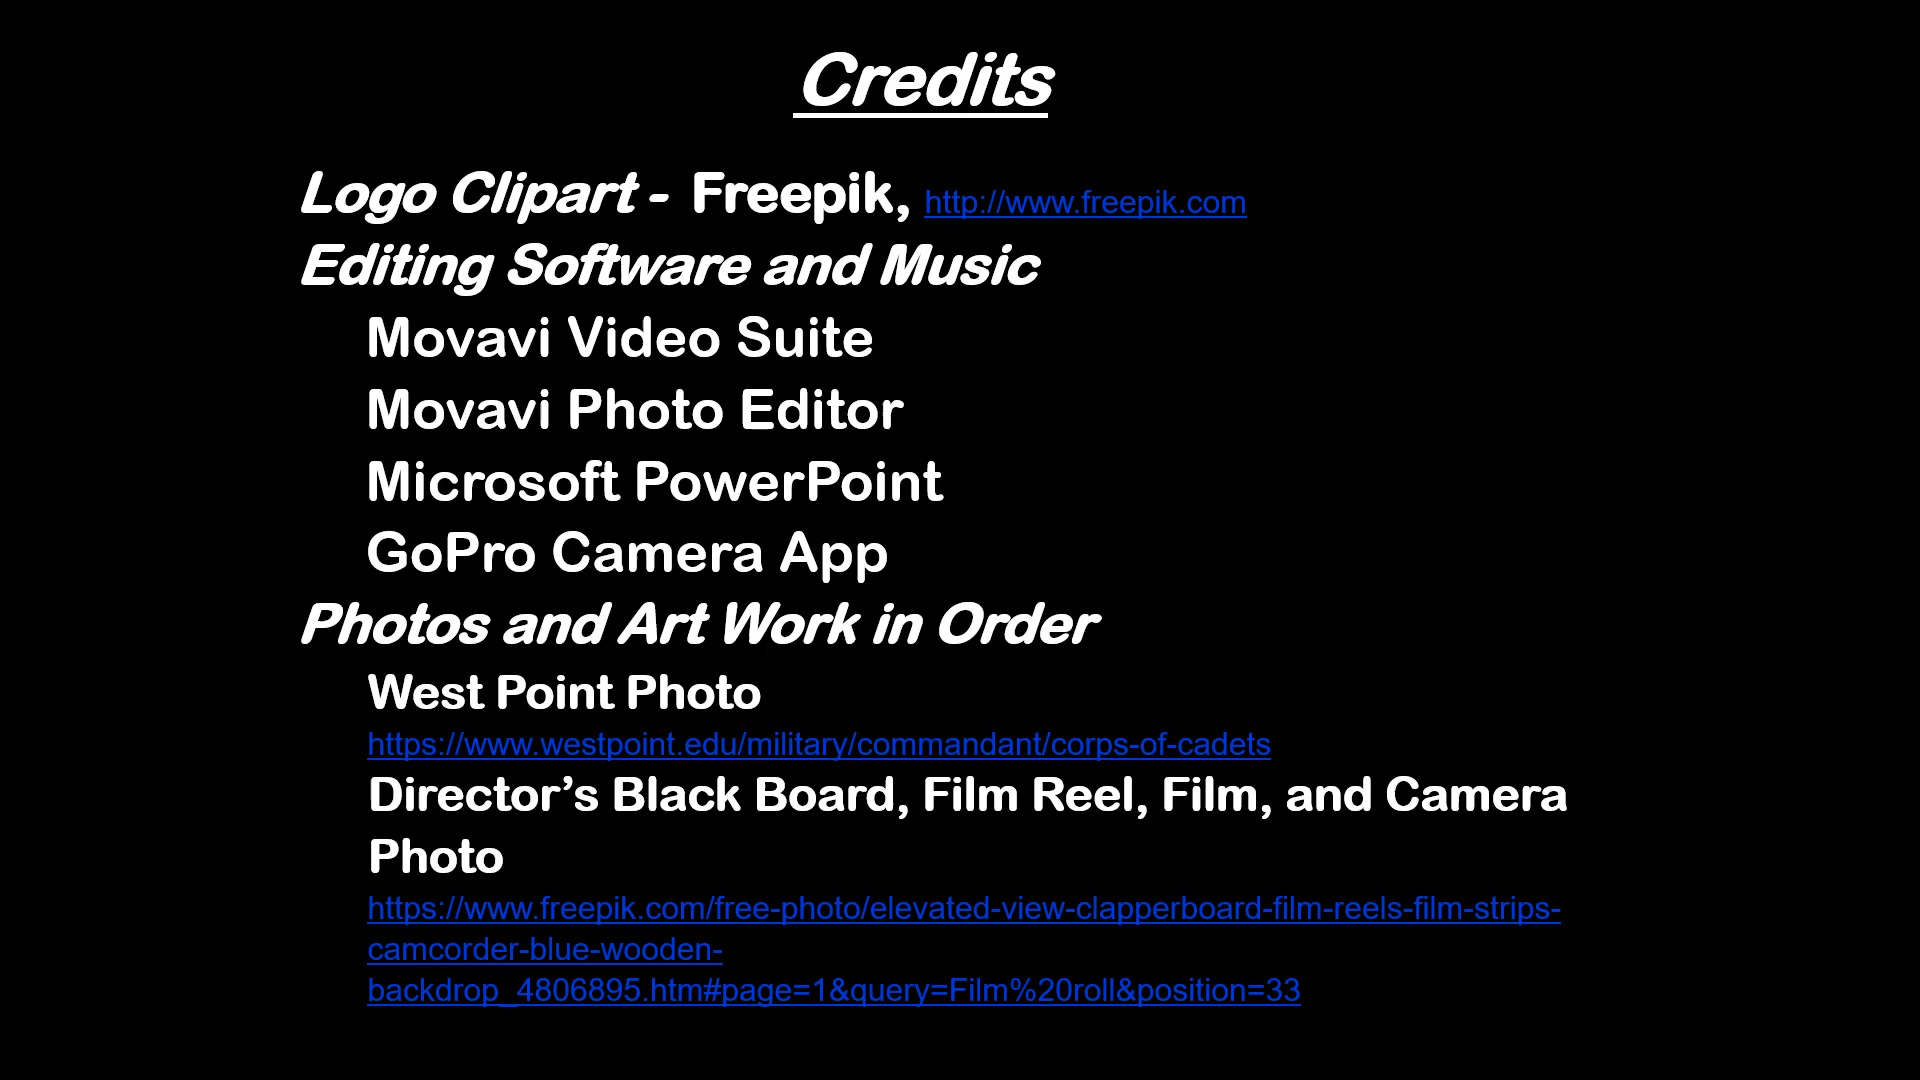 Credits
Logo Clipart - Freepik, http://www.freepik.com
Editing Software and Music
Movavi Video Suite
Movavi Photo Editor
Microsoft PowerPoint
GoPro Camera App
Photos and Art Work in Order
West Point Photo
https://www.westpoint.edu/military/commandant/corps-of-cadets
Director’s Black Board, Film Reel, Film, and Camera
Photo
https://www.freepik.com/free-photo/elevated-view-clapperboard-film-reels-film-strips-
camcorder-blue-wooden-
backdrop_4806895.htm#page=1&query=Film%20roll&position=33